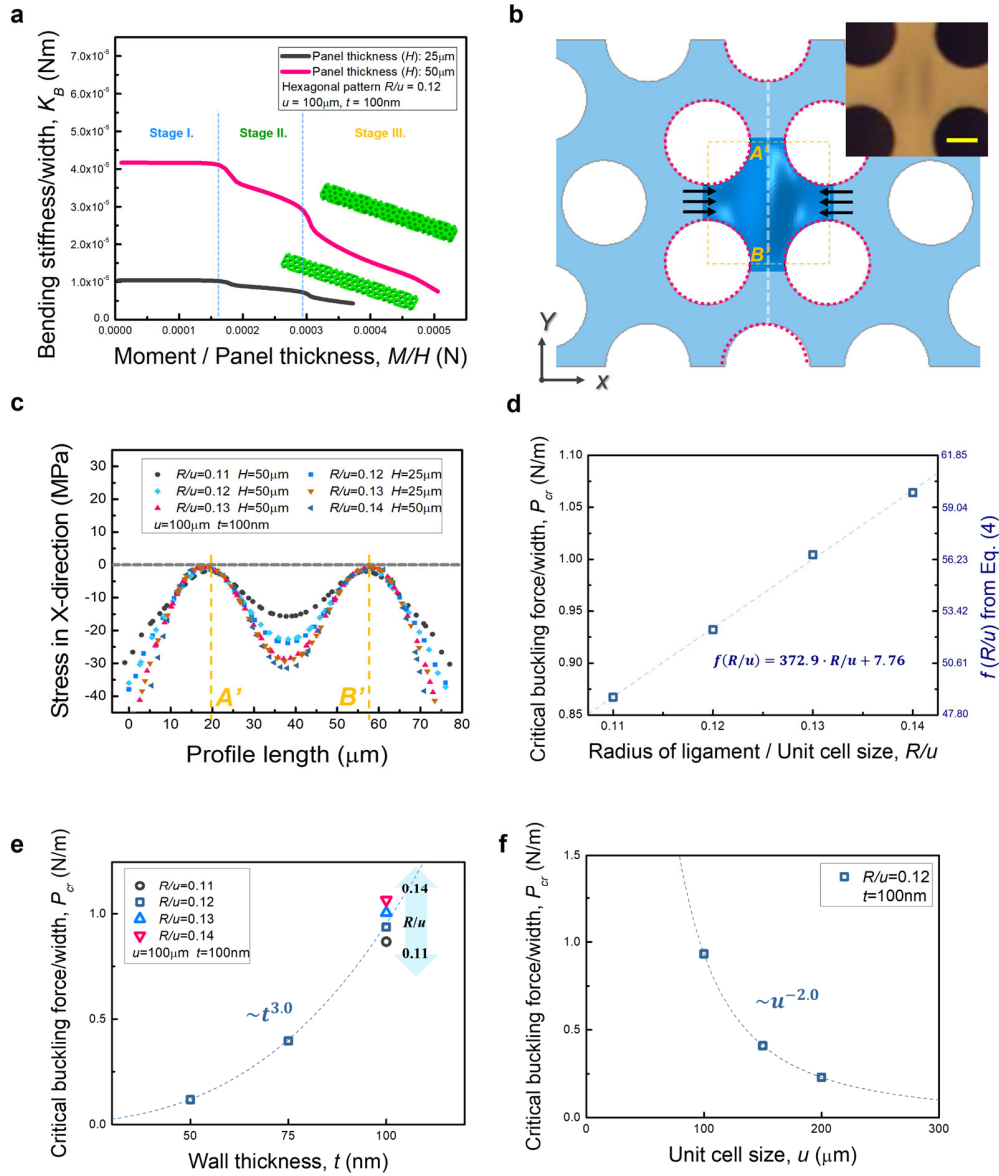 a
Bending stiffness/width, K_B (Nm)
7.0x10⁻⁵
6.0x10⁻⁵
5.0x10⁻⁵
4.0x10⁻⁵
3.0x10⁻⁵
2.0x10⁻⁵
1.0x10⁻⁵
0.0
Panel thickness (H): 25μm
Panel thickness (H): 50μm
Hexagonal pattern R/u = 0.12
u = 100μm, t = 100nm
Stage I. Stage II. Stage III.
0.0000 0.0001 0.0002 0.0003 0.0004 0.0005
Moment / Panel thickness, M/H (N)
b
A'
B'
Y
x
c
Stress in X-direction (MPa)
30
20
10
0
-10
-20
-30
-40
R/u=0.11 H=50μm R/u=0.12 H=25μm
R/u=0.12 H=50μm R/u=0.13 H=25μm
R/u=0.13 H=50μm R/u=0.14 H=50μm
u=100μm t=100nm
A' B'
0 10 20 30 40 50 60 70 80
Profile length (μm)
d
Critical buckling force/width, P_cr (N/m)
1.10
1.05
1.00
0.95
0.90
0.85
61.85
59.04
56.23
53.42
50.61
47.80
f (R/u) from Eq. (4)
f(R/u) = 372.9 · R/u + 7.76
0.11 0.12 0.13 0.14
Radius of ligament / Unit cell size, R/u
e
Critical buckling force/width, P_cr (N/m)
1.0
0.5
0.0
R/u=0.11
R/u=0.12
R/u=0.13
R/u=0.14
u=100μm t=100nm
0.14
R/u
0.11
~t³·⁰
50 75 100
Wall thickness, t (nm)
f
Critical buckling force/width, P_cr (N/m)
1.5
1.0
0.5
0.0
R/u=0.12
t=100nm
~u⁻²·⁰
0 100 200 300
Unit cell size, u (μm)